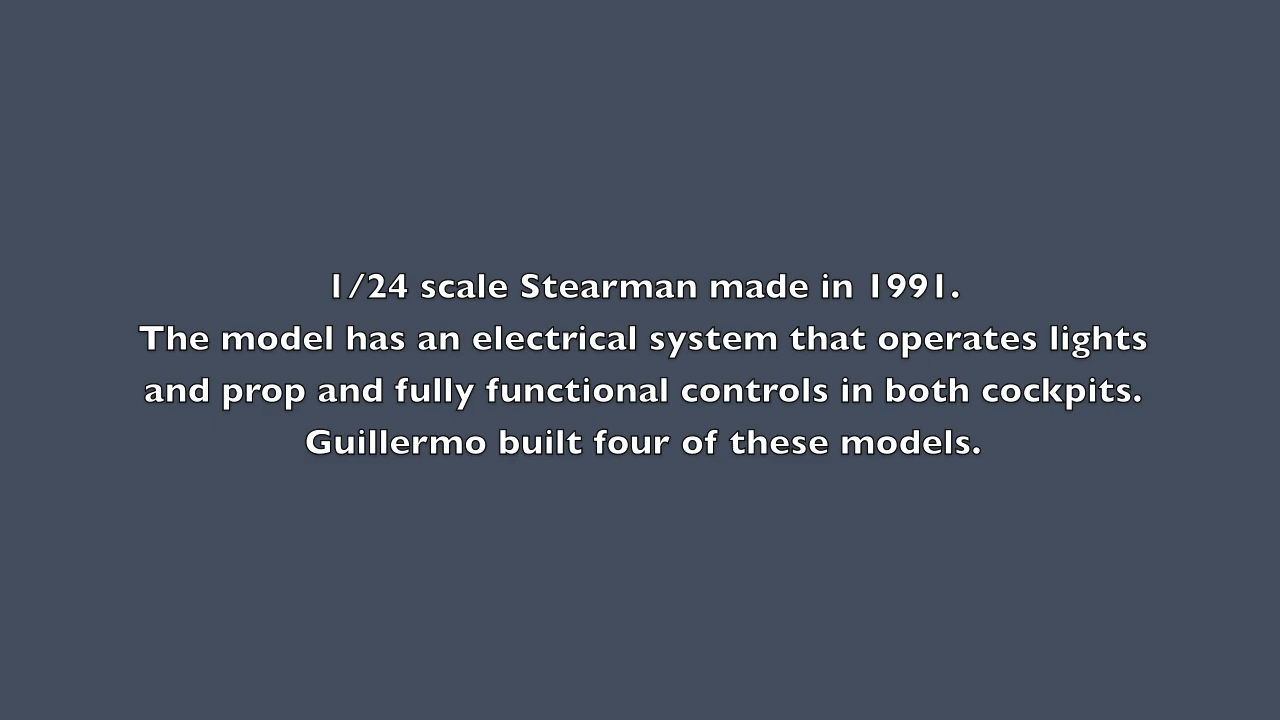 1/24 scale Stearman made in 1991.
The model has an electrical system that operates lights
and prop and fully functional controls in both cockpits.
Guillermo built four of these models.